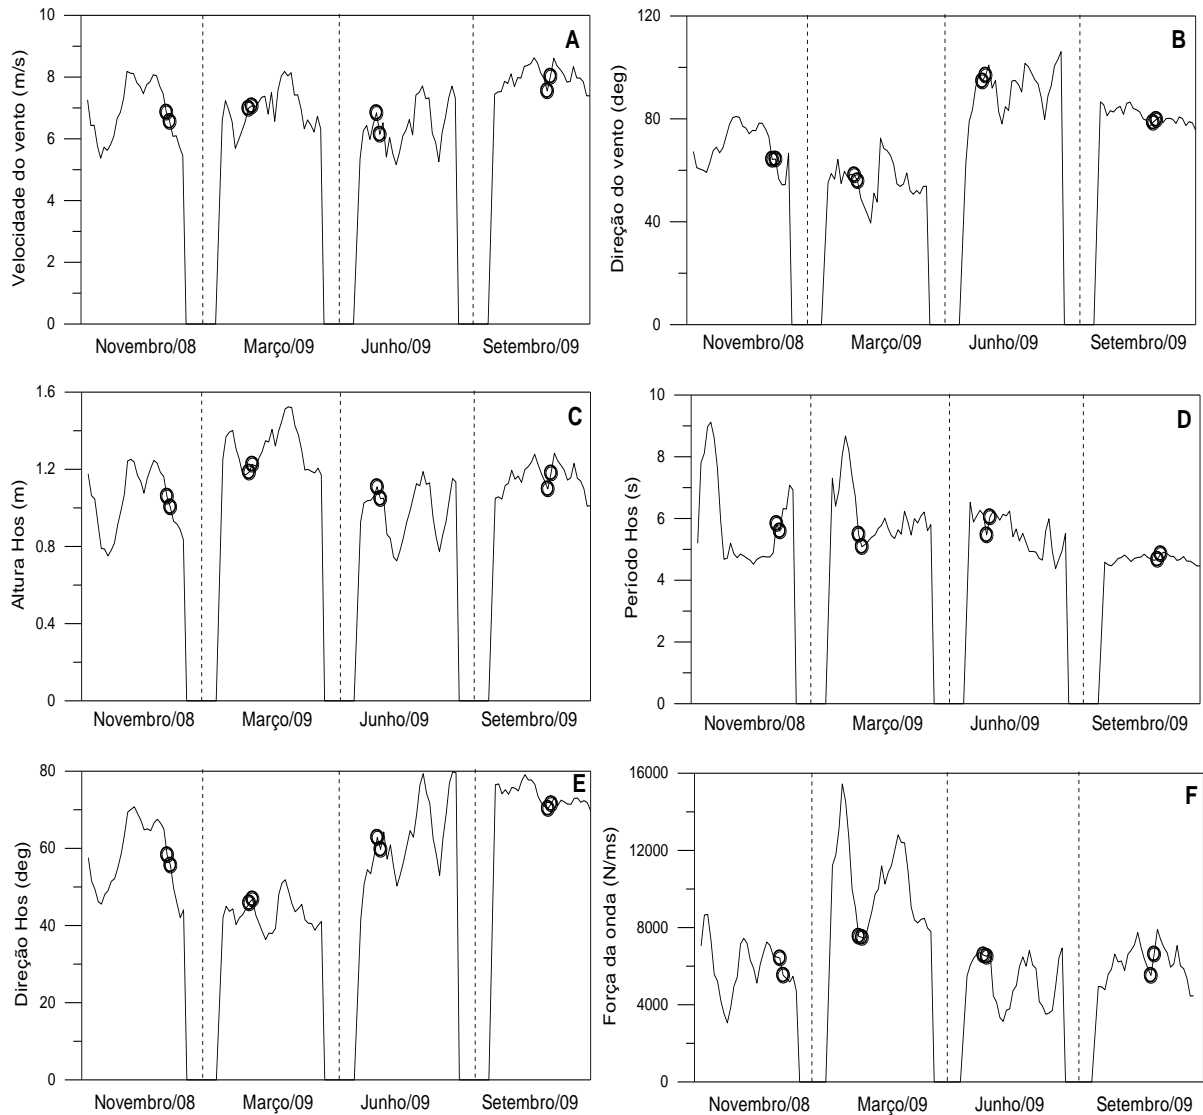 A
Velocidade do vento (m/s)
10
8
6
4
2
0
Novembro/08 Março/09 Junho/09 Setembro/09
B
Direção do vento (deg)
120
80
40
0
Novembro/08 Março/09 Junho/09 Setembro/09
C
Altura Hos (m)
1.6
1.2
0.8
0.4
0
Novembro/08 Março/09 Junho/09 Setembro/09
D
Período Hos (s)
10
8
6
4
2
0
Novembro/08 Março/09 Junho/09 Setembro/09
E
Direção Hos (deg)
80
60
40
20
0
Novembro/08 Março/09 Junho/09 Setembro/09
F
Força da onda (N/ms)
16000
12000
8000
4000
0
Novembro/08 Março/09 Junho/09 Setembro/09